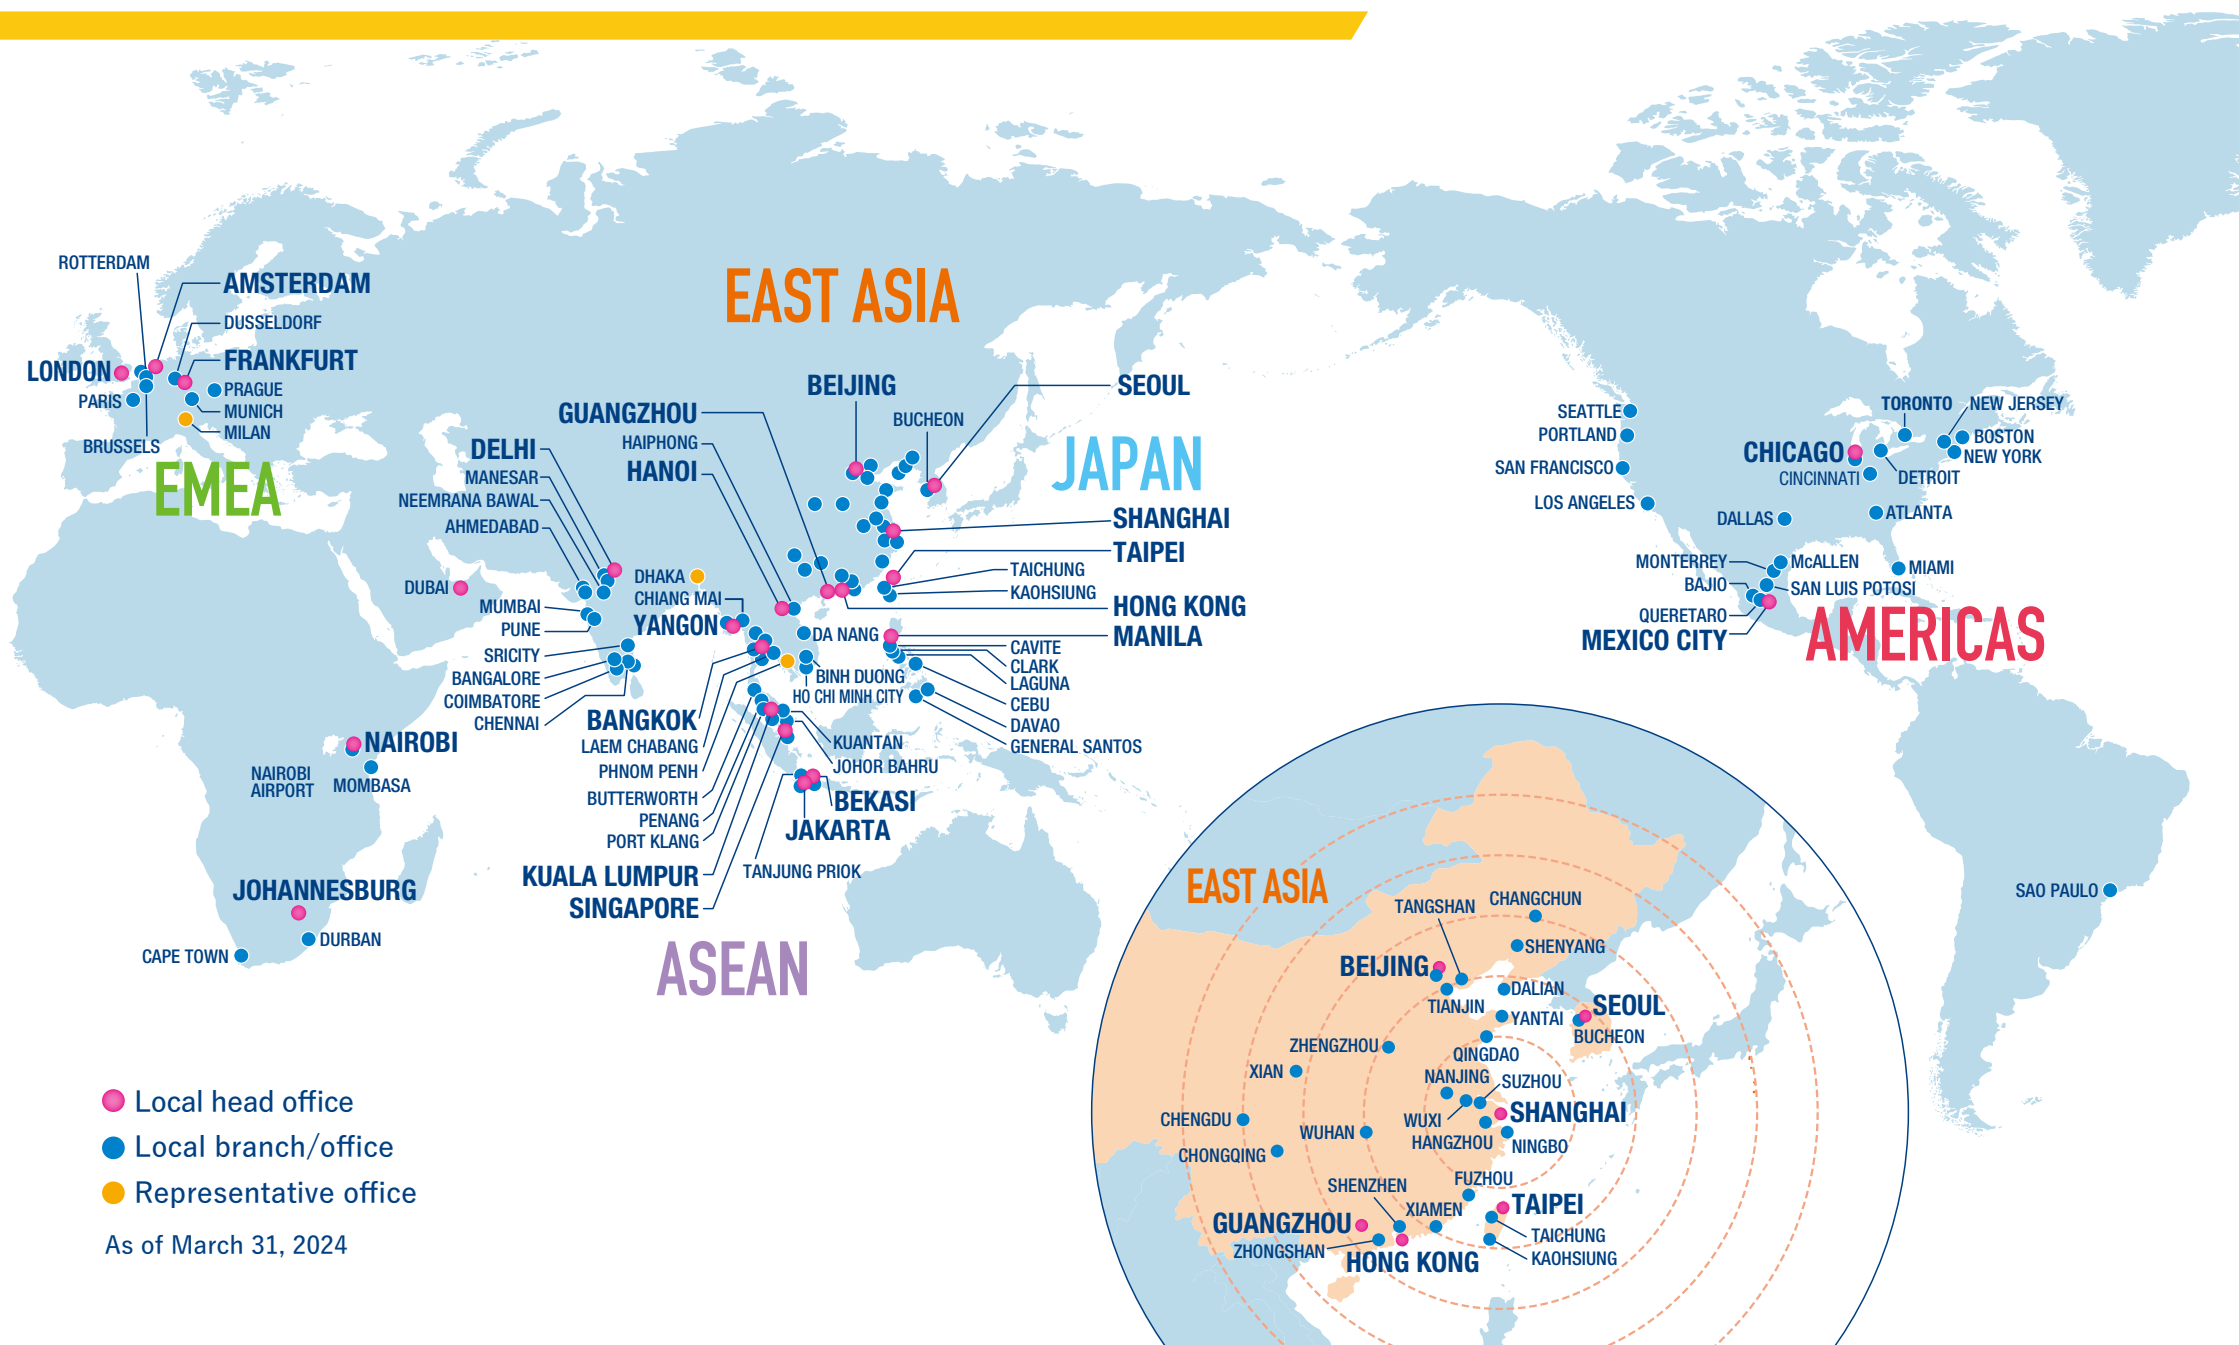 ROTTERDAM
AMSTERDAM
DUSSELDORF
LONDON
FRANKFURT
PARIS
PRAGUE
MUNICH
MILAN
BRUSSELS
EMEA
EAST ASIA
BEIJING
SEOUL
GUANGZHOU
BUCHEON
HAIPHONG
HANOI
JAPAN
DELHI
MANESAR
NEEMRANA BAWAL
AHMEDABAD
SHANGHAI
TAIPEI
TAICHUNG
KAOHSIUNG
HONG KONG
MANILA
DUBAI
DHAKA
CHIANG MAI
YANGON
MUMBAI
PUNE
SRICITY
BANGALORE
COIMBATORE
CHENNAI
DA NANG
BINH DUONG
HO CHI MINH CITY
CAVITE
CLARK
LAGUNA
CEBU
DAVAO
GENERAL SANTOS
BANGKOK
LAEM CHABANG
PHNOM PENH
BUTTERWORTH
PENANG
PORT KLANG
KUALA LUMPUR
SINGAPORE
KUANTAN
JOHOR BAHRU
BEKASI
JAKARTA
TANJUNG PRIOK
ASEAN
NAIROBI
NAIROBI
AIRPORT
MOMBASA
JOHANNESBURG
DURBAN
CAPE TOWN
SEATTLE
PORTLAND
SAN FRANCISCO
LOS ANGELES
TORONTO
NEW JERSEY
BOSTON
NEW YORK
CHICAGO
CINCINNATI
DETROIT
DALLAS
ATLANTA
MONTERREY
McALLEN
MIAMI
BAJIO
SAN LUIS POTOSI
QUERETARO
MEXICO CITY
AMERICAS
SAO PAULO
EAST ASIA
TANGSHAN
CHANGCHUN
SHENYANG
BEIJING
TIANJIN
DALIAN
SEOUL
YANTAI
BUCHEON
ZHENGZHOU
QINGDAO
XIAN
NANJING
SUZHOU
CHENGDU
WUXI
SHANGHAI
WUHAN
HANGZHOU
NINGBO
CHONGQING
FUZHOU
SHENZHEN
XIAMEN
TAIPEI
GUANGZHOU
TAICHUNG
ZHONGSHAN
HONG KONG
KAOHSIUNG
Local head office
Local branch/office
Representative office
As of March 31, 2024